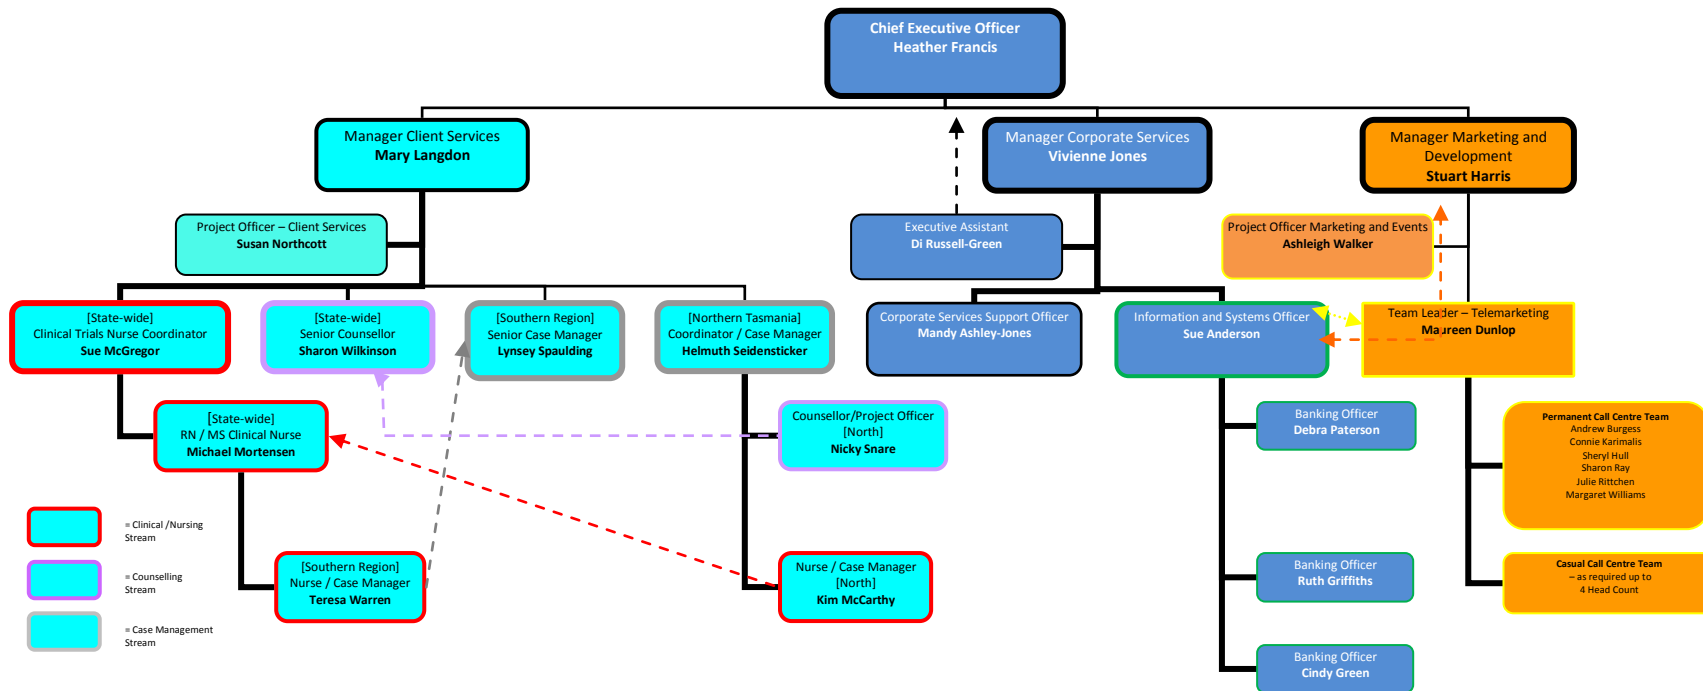 Chief Executive Officer
Heather Francis
Manager Client Services
Mary Langdon
Manager Corporate Services
Vivienne Jones
Manager Marketing and
Development
Stuart Harris
Project Officer – Client Services
Susan Northcott
Executive Assistant
Di Russell-Green
Project Officer Marketing and Events
Ashleigh Walker
[State-wide]
Clinical Trials Nurse Coordinator
Sue McGregor
[State-wide]
Senior Counsellor
Sharon Wilkinson
[Southern Region]
Senior Case Manager
Lynsey Spaulding
[Northern Tasmania]
Coordinator / Case Manager
Helmuth Seidensticker
Corporate Services Support Officer
Mandy Ashley-Jones
Information and Systems Officer
Sue Anderson
Team Leader – Telemarketing
Maureen Dunlop
[State-wide]
RN / MS Clinical Nurse
Michael Mortensen
Counsellor/Project Officer
[North]
Nicky Snare
Banking Officer
Debra Paterson
Permanent Call Centre Team
Andrew Burgess
Connie Karimalis
Sheryl Hull
Sharon Ray
Julie Rittchen
Margaret Williams
= Clinical /Nursing
Stream
= Counselling
Stream
= Case Management
Stream
[Southern Region]
Nurse / Case Manager
Teresa Warren
Nurse / Case Manager
[North]
Kim McCarthy
Banking Officer
Ruth Griffiths
Casual Call Centre Team
– as required up to
4 Head Count
Banking Officer
Cindy Green